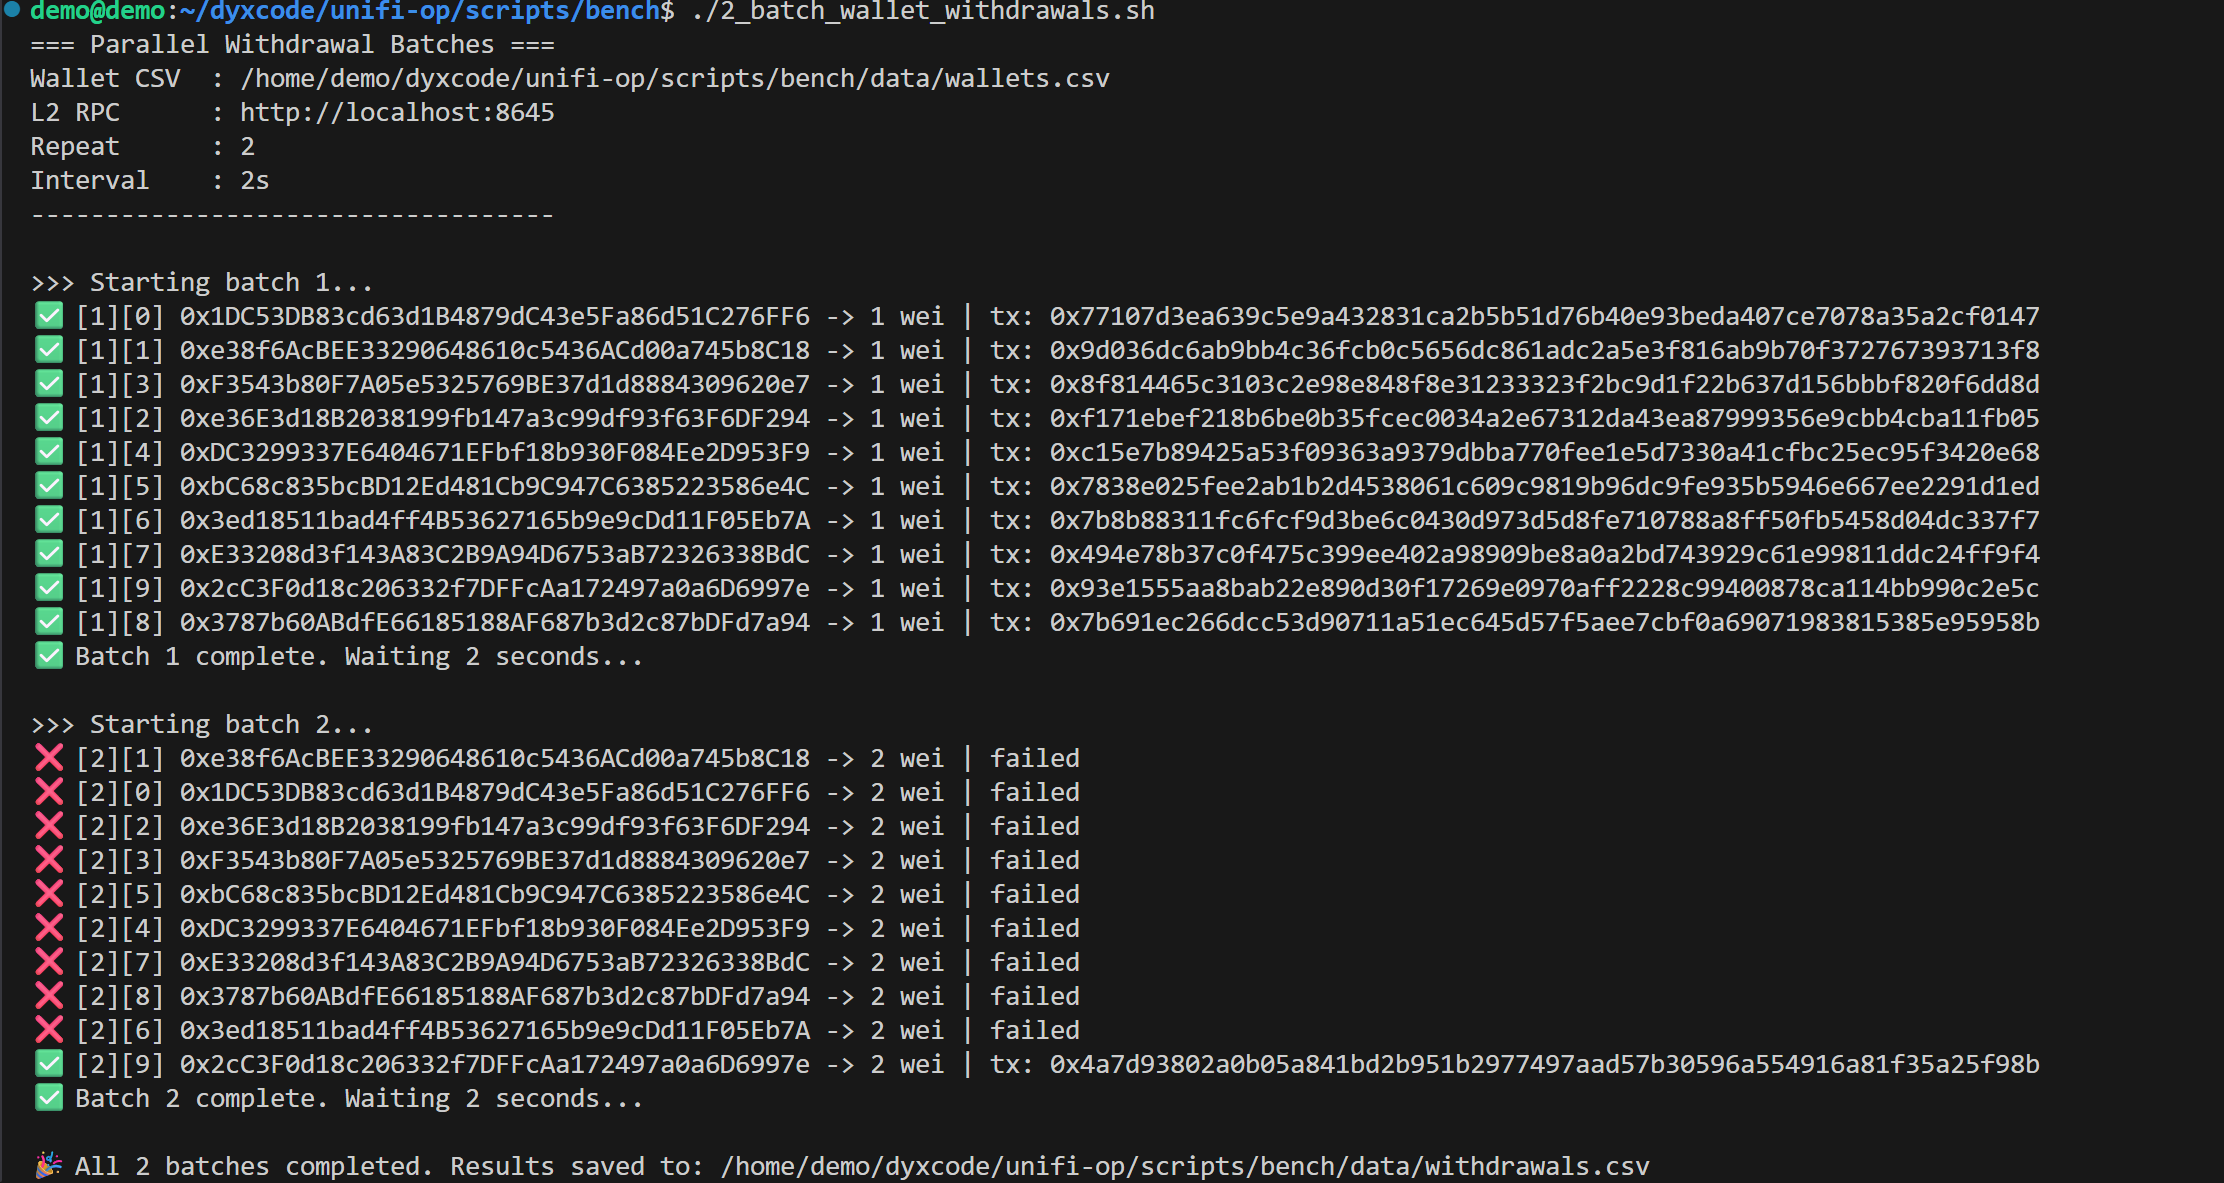 demo@demo:~/dyxcode/unifi-op/scripts/bench$ ./2_batch_wallet_withdrawals.sh
=== Parallel Withdrawal Batches ===
Wallet CSV  : /home/demo/dyxcode/unifi-op/scripts/bench/data/wallets.csv
L2 RPC      : http://localhost:8645
Repeat      : 2
Interval    : 2s
-----------------------------------
>>> Starting batch 1...
✅ [1][0] 0x1DC53DB83cd63d1B4879dC43e5Fa86d51C276FF6 -> 1 wei | tx: 0x77107d3ea639c5e9a432831ca2b5b51d76b40e93beda407ce7078a35a2cf0147
✅ [1][1] 0xe38f6AcBEE33290648610c5436ACd00a745b8C18 -> 1 wei | tx: 0x9d036dc6ab9bb4c36fcb0c5656dc861adc2a5e3f816ab9b70f372767393713f8
✅ [1][3] 0xF3543b80F7A05e5325769BE37d1d8884309620e7 -> 1 wei | tx: 0x8f814465c3103c2e98e848f8e31233323f2bc9d1f22b637d156bbbf820f6dd8d
✅ [1][2] 0xe36E3d18B2038199fb147a3c99df93f63F6DF294 -> 1 wei | tx: 0xf171ebef218b6be0b35fcec0034a2e67312da43ea87999356e9cbb4cba11fb05
✅ [1][4] 0xDC3299337E6404671EFbf18b930F084Ee2D953F9 -> 1 wei | tx: 0xc15e7b89425a53f09363a9379dbba770fee1e5d7330a41cfbc25ec95f3420e68
✅ [1][5] 0xbC68c835bcBD12Ed481Cb9C947C6385223586e4C -> 1 wei | tx: 0x7838e025fee2ab1b2d4538061c609c9819b96dc9fe935b5946e667ee2291d1ed
✅ [1][6] 0x3ed18511bad4ff4B53627165b9e9cDd11F05Eb7A -> 1 wei | tx: 0x7b8b88311fc6fcf9d3be6c0430d973d5d8fe710788a8ff50fb5458d04dc337f7
✅ [1][7] 0xE33208d3f143A83C2B9A94D6753aB72326338BdC -> 1 wei | tx: 0x494e78b37c0f475c399ee402a98909be8a0a2bd743929c61e99811ddc24ff9f4
✅ [1][9] 0x2cC3F0d18c206332f7DFFcAa172497a0a6D6997e -> 1 wei | tx: 0x93e1555aa8bab22e890d30f17269e0970aff2228c99400878ca114bb990c2e5c
✅ [1][8] 0x3787b60ABdfE66185188AF687b3d2c87bDFd7a94 -> 1 wei | tx: 0x7b691ec266dcc53d90711a51ec645d57f5aee7cbf0a69071983815385e95958b
✅ Batch 1 complete. Waiting 2 seconds...
>>> Starting batch 2...
❌ [2][1] 0xe38f6AcBEE33290648610c5436ACd00a745b8C18 -> 2 wei | failed
❌ [2][0] 0x1DC53DB83cd63d1B4879dC43e5Fa86d51C276FF6 -> 2 wei | failed
❌ [2][2] 0xe36E3d18B2038199fb147a3c99df93f63F6DF294 -> 2 wei | failed
❌ [2][3] 0xF3543b80F7A05e5325769BE37d1d8884309620e7 -> 2 wei | failed
❌ [2][5] 0xbC68c835bcBD12Ed481Cb9C947C6385223586e4C -> 2 wei | failed
❌ [2][4] 0xDC3299337E6404671EFbf18b930F084Ee2D953F9 -> 2 wei | failed
❌ [2][7] 0xE33208d3f143A83C2B9A94D6753aB72326338BdC -> 2 wei | failed
❌ [2][8] 0x3787b60ABdfE66185188AF687b3d2c87bDFd7a94 -> 2 wei | failed
❌ [2][6] 0x3ed18511bad4ff4B53627165b9e9cDd11F05Eb7A -> 2 wei | failed
✅ [2][9] 0x2cC3F0d18c206332f7DFFcAa172497a0a6D6997e -> 2 wei | tx: 0x4a7d93802a0b05a841bd2b951b2977497aad57b30596a554916a81f35a25f98b
✅ Batch 2 complete. Waiting 2 seconds...
🎉 All 2 batches completed. Results saved to: /home/demo/dyxcode/unifi-op/scripts/bench/data/withdrawals.csv